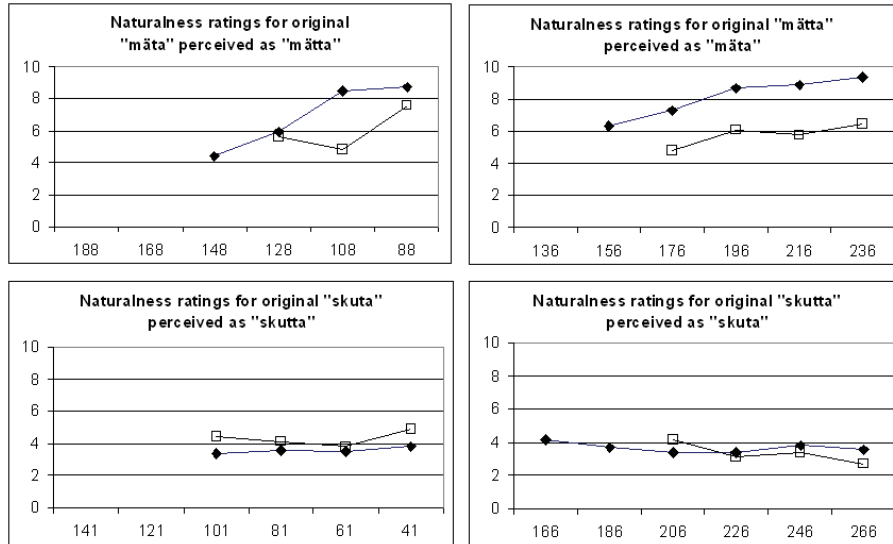 Naturalness ratings for original
"mäta" perceived as "mätta"
10
8
6
4
2
0
188 168 148 128 108 88
Naturalness ratings for original "mätta"
perceived as "mäta"
10
8
6
4
2
0
136 156 176 196 216 236
Naturalness ratings for original "skuta"
perceived as "skutta"
10
8
6
4
2
0
141 121 101 81 61 41
Naturalness ratings for original "skutta"
perceived as "skuta"
10
8
6
4
2
0
166 186 206 226 246 266